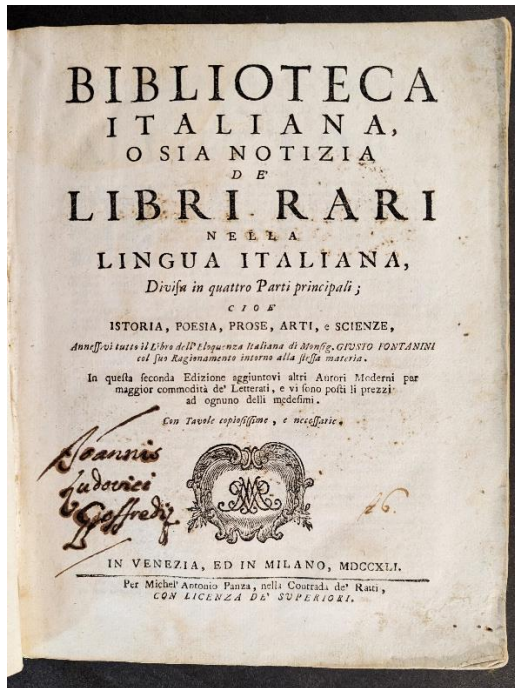 BIBLIOTECA
ITALIANA,
O SIA NOTIZIA
DE'
LIBRI RARI
NELLA
LINGUA ITALIANA,
Divisa in quattro Parti principali;
CIOE'
ISTORIA, POESIA, PROSE, ARTI, e SCIENZE,
Annessovi tutto il Libro dell'Eloquenza Italiana di Monsig. GIUSTO FONTANINI
col suo Ragionamento intorno alla stessa materia.
In questa seconda Edizione aggiuntovi altri Autori Moderni par
maggior commodità de' Letterati, e vi sono posti li prezzi
ad ognuno delli medesimi.
Con Tavole copiosissime, e necessarie.
Joannis
Ludovici
Goffredi
26.
IN VENEZIA, ED IN MILANO, MDCCXLI.
Per Michel' Antonio Panza, nella Contrada de' Ratti,
CON LICENZA DE' SUPERIORI.